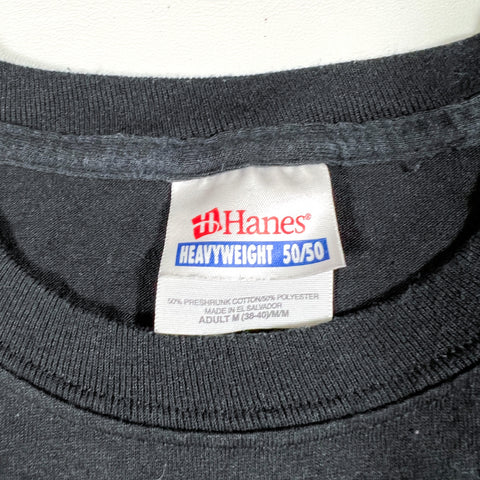 Hanes®
HEAVYWEIGHT 50/50
50% PRESHRUNK COTTON/50% POLYESTER
MADE IN EL SALVADOR
ADULT M (38-40)/M/M